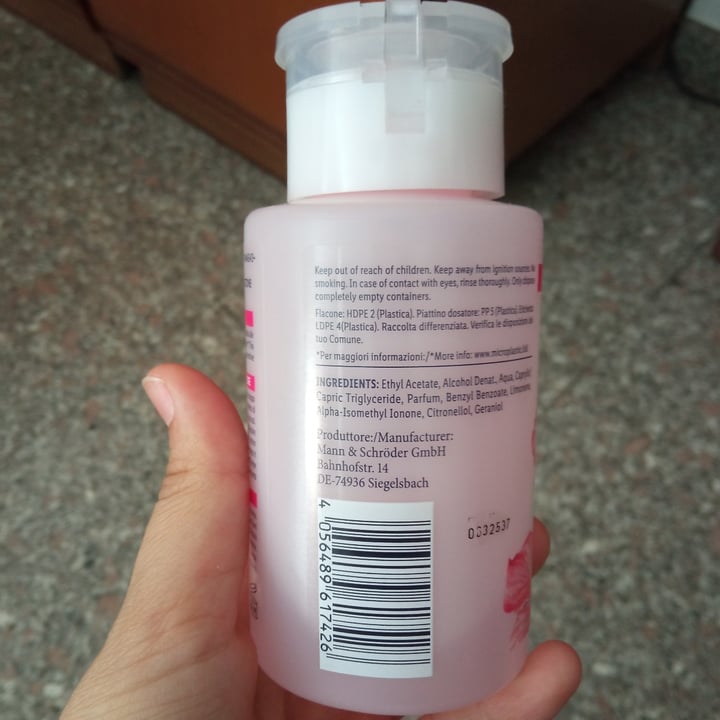 Keep out of reach of children. Keep away from ignition sources. No
smoking. In case of contact with eyes, rinse thoroughly. Only dispose
completely empty containers.
Flacone: HDPE 2 (Plastica). Piattino dosatore: PP 5 (Plastica). Etichetta:
LDPE 4(Plastica). Raccolta differenziata. Verifica le disposizioni del
tuo Comune.
*Per maggiori informazioni:/*More info: www.microplastic.lidl
INGREDIENTS: Ethyl Acetate, Alcohol Denat., Aqua, Caprylic/
Capric Triglyceride, Parfum, Benzyl Benzoate, Limonene,
Alpha-Isomethyl Ionone, Citronellol, Geraniol
Produttore:/Manufacturer:
Mann & Schröder GmbH
Bahnhofstr. 14
DE-74936 Siegelsbach
4 056489 617426
0332537